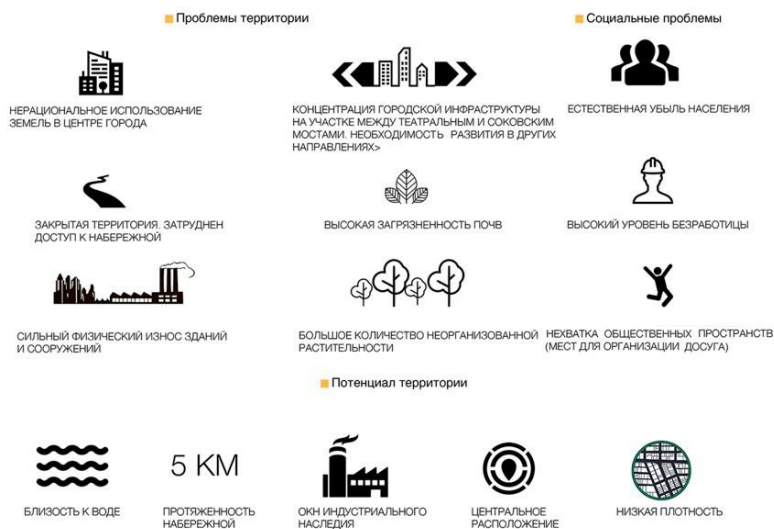 Проблемы территории
Социальные проблемы
НЕРАЦИОНАЛЬНОЕ ИСПОЛЬЗОВАНИЕ
ЗЕМЕЛЬ В ЦЕНТРЕ ГОРОДА
КОНЦЕНТРАЦИЯ ГОРОДСКОЙ ИНФРАСТРУКТУРЫ
НА УЧАСТКЕ МЕЖДУ ТЕАТРАЛЬНЫМ И СОКОВСКИМ
МОСТАМИ. НЕОБХОДИМОСТЬ РАЗВИТИЯ В ДРУГИХ
НАПРАВЛЕНИЯХ>
ЕСТЕСТВЕННАЯ УБЫЛЬ НАСЕЛЕНИЯ
ЗАКРЫТАЯ ТЕРРИТОРИЯ. ЗАТРУДНЕН
ДОСТУП К НАБЕРЕЖНОЙ
ВЫСОКАЯ ЗАГРЯЗНЕННОСТЬ ПОЧВ
ВЫСОКИЙ УРОВЕНЬ БЕЗРАБОТИЦЫ
СИЛЬНЫЙ ФИЗИЧЕСКИЙ ИЗНОС ЗДАНИЙ
И СООРУЖЕНИЙ
БОЛЬШОЕ КОЛИЧЕСТВО НЕОРГАНИЗОВАННОЙ
РАСТИТЕЛЬНОСТИ
НЕХВАТКА ОБЩЕСТВЕННЫХ ПРОСТРАНСТВ
(МЕСТ ДЛЯ ОРГАНИЗАЦИИ ДОСУГА)
Потенциал территории
5 КМ
БЛИЗОСТЬ К ВОДЕ
ПРОТЯЖЕННОСТЬ
НАБЕРЕЖНОЙ
ОКН ИНДУСТРИАЛЬНОГО
НАСЛЕДИЯ
ЦЕНТРАЛЬНОЕ
РАСПОЛОЖЕНИЕ
НИЗКАЯ ПЛОТНОСТЬ